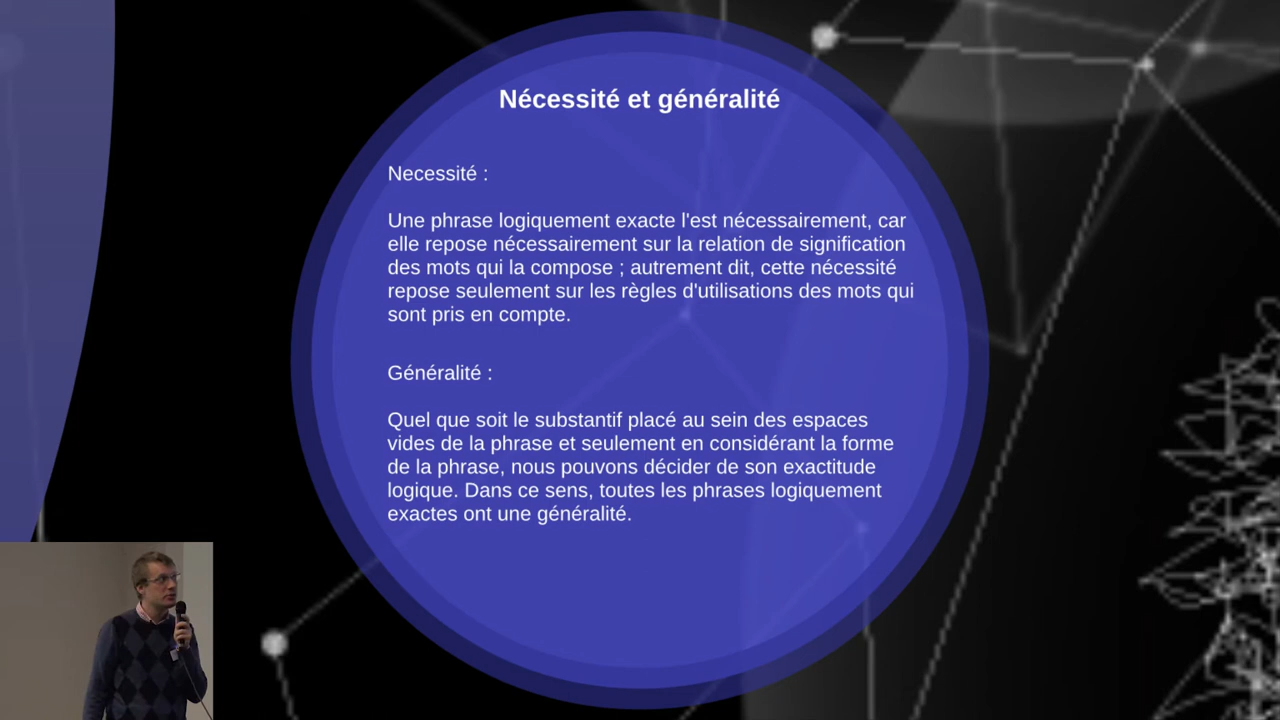 Nécessité et généralité
Necessité :
Une phrase logiquement exacte l'est nécessairement, car
elle repose nécessairement sur la relation de signification
des mots qui la compose ; autrement dit, cette nécessité
repose seulement sur les règles d'utilisations des mots qui
sont pris en compte.
Généralité :
Quel que soit le substantif placé au sein des espaces
vides de la phrase et seulement en considérant la forme
de la phrase, nous pouvons décider de son exactitude
logique. Dans ce sens, toutes les phrases logiquement
exactes ont une généralité.